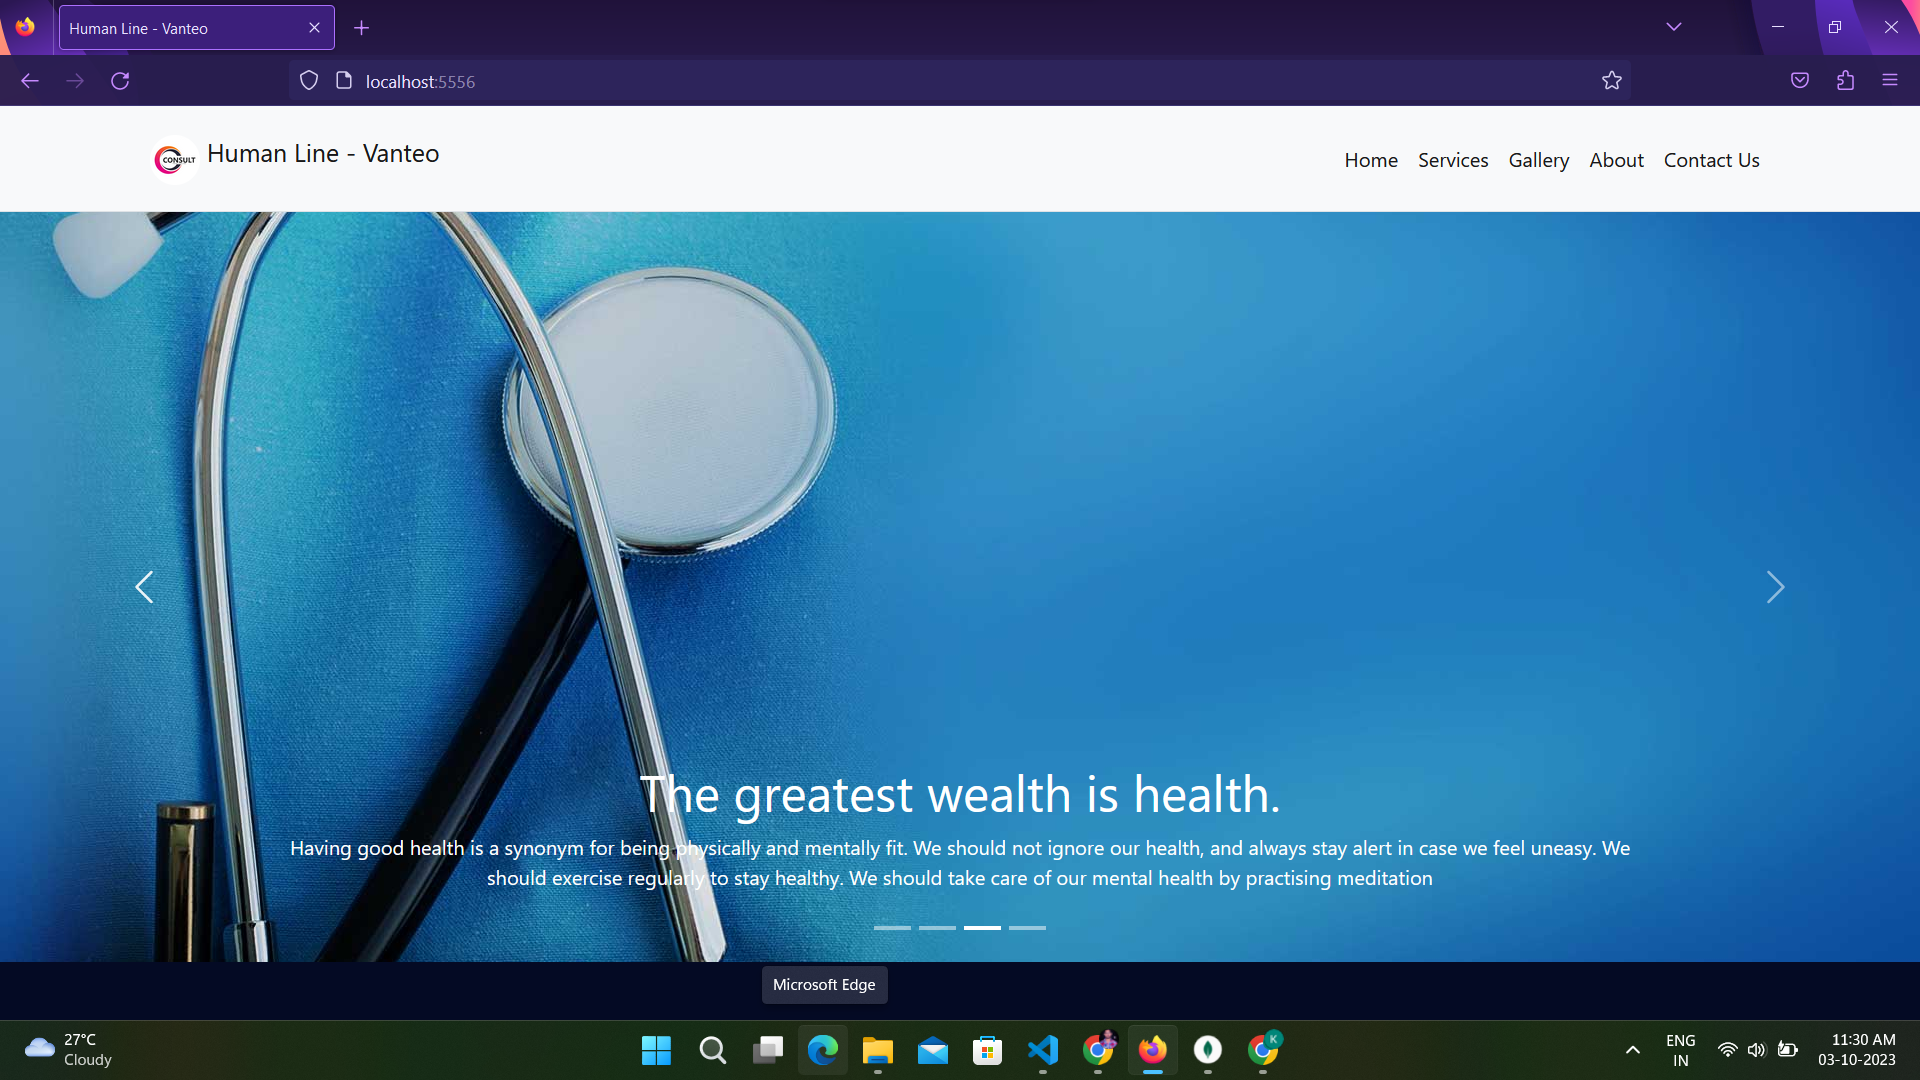 Human Line - Vanteo
localhost:5556
CONSULT
Human Line - Vanteo
Home
Services
Gallery
About
Contact Us
The greatest wealth is health.
Having good health is a synonym for being physically and mentally fit. We should not ignore our health, and always stay alert in case we feel uneasy. We
should exercise regularly to stay healthy. We should take care of our mental health by practising meditation
Microsoft Edge
27°C
Cloudy
K
ENG
IN
11:30 AM
03-10-2023